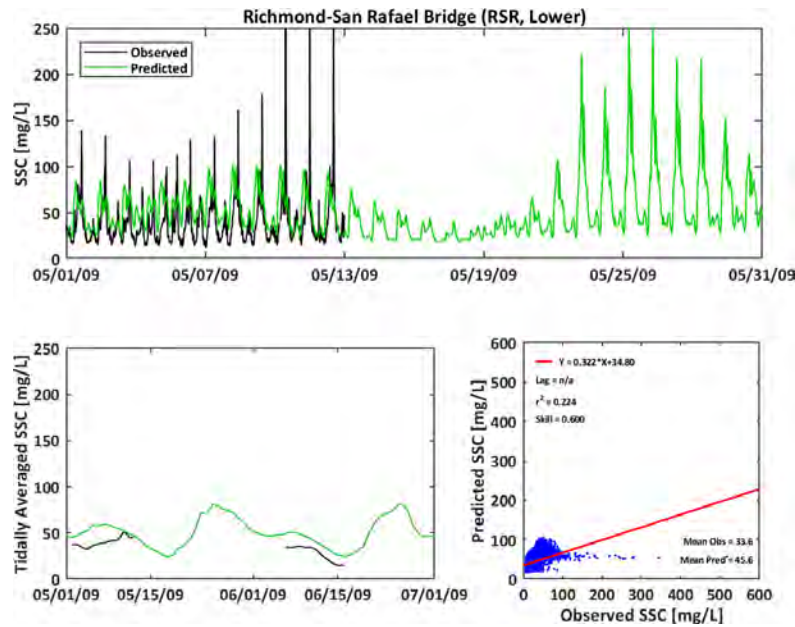 Richmond-San Rafael Bridge (RSR, Lower)
SSC [mg/L]
250
200
150
100
50
0
Observed
Predicted
05/01/09 05/07/09 05/13/09 05/19/09 05/25/09 05/31/09
Tidally Averaged SSC [mg/L]
250
200
150
100
50
0
05/01/09 05/15/09 06/01/09 06/15/09 07/01/09
Predicted SSC [mg/L]
600
500
400
300
200
100
0
Y = 0.322*X+34.80
Lag = n/a
r² = 0.224
Skill = 0.600
Mean Obs = 33.6
Mean Pred = 45.6
0 100 200 300 400 500 600
Observed SSC [mg/L]